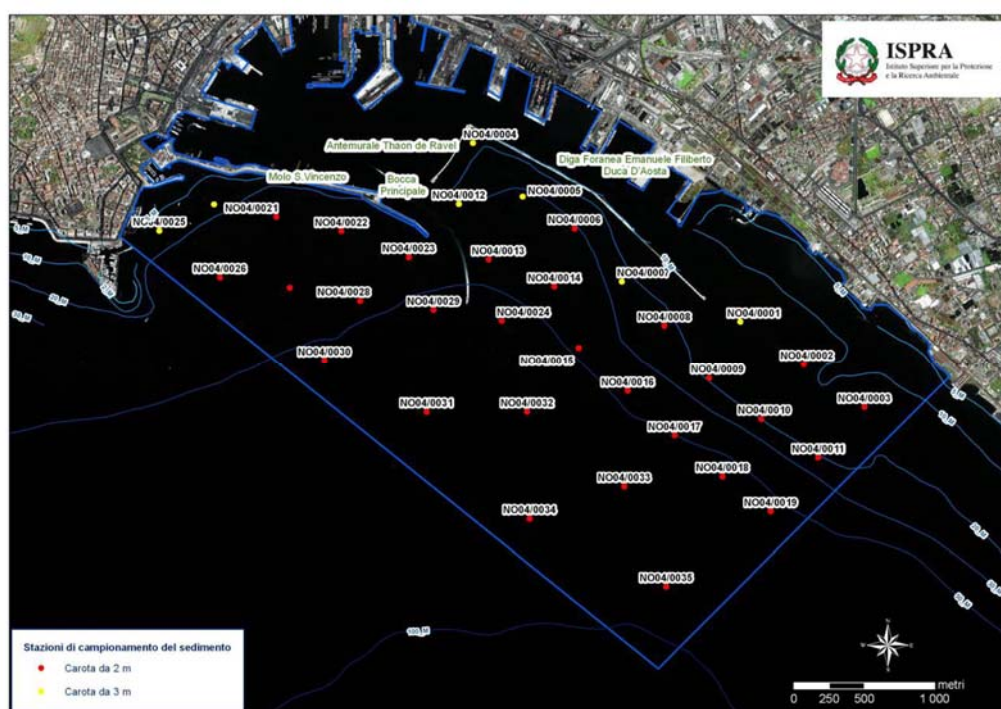 ISPRA
Istituto Superiore per la Protezione
e la Ricerca Ambientale
NO04/0004
Antemurale Thaon de Ravel
Diga Foranea Emanuele Filiberto
Duca D'Aosta
Molo S.Vincenzo
Bocca
Principale
NO04/0012
NO04/0005
NO04/0021
NO04/0025
NO04/0022
NO04/0006
NO04/0023
NO04/0013
NO04/0026
NO04/0014
NO04/0007
NO04/0028
NO04/0029
NO04/0024
NO04/0008
NO04/0001
NO04/0030
NO04/0015
NO04/0002
NO04/0016
NO04/0009
NO04/0003
NO04/0031
NO04/0032
NO04/0010
NO04/0017
NO04/0011
NO04/0018
NO04/0033
NO04/0019
NO04/0034
NO04/0035
100_M
Stazioni di campionamento del sedimento
Carota da 2 m
Carota da 3 m
N
W
E
S
metri
0 250 500 1 000